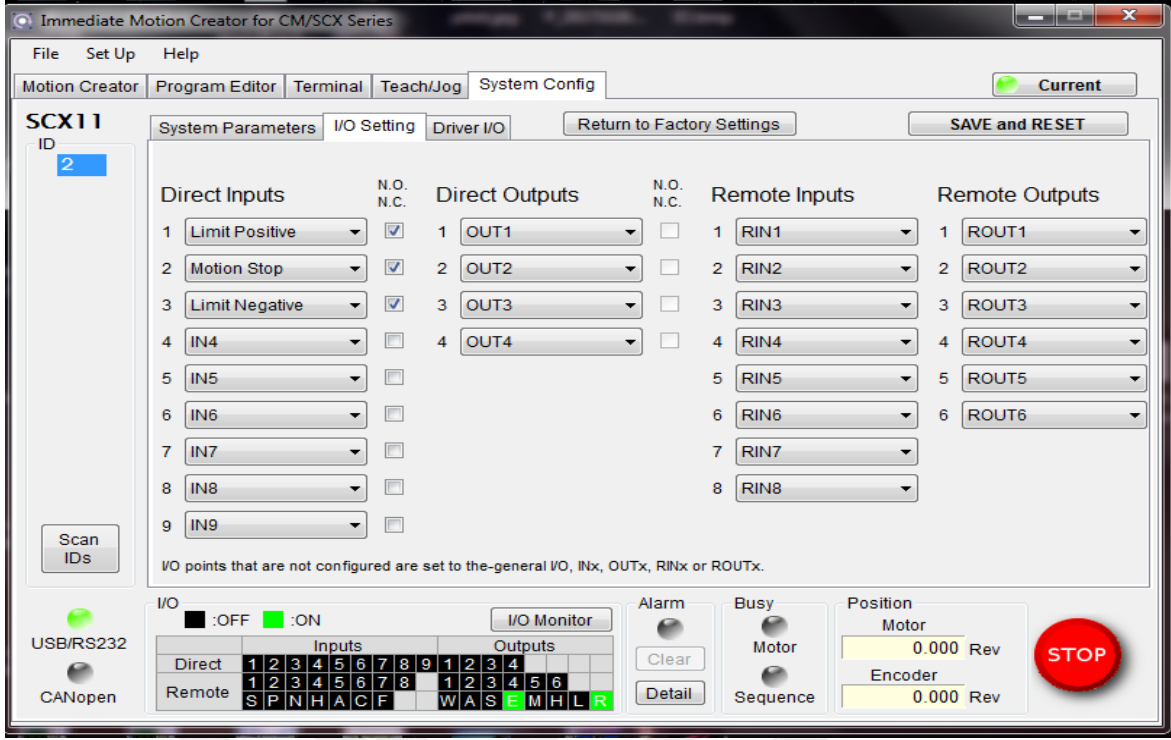 Immediate Motion Creator for CM/SCX Series
File Set Up Help
Motion Creator Program Editor Terminal Teach/Jog System Config Current
SCX11 System Parameters I/O Setting Driver I/O Return to Factory Settings SAVE and RESET
ID
2
Direct Inputs N.O. N.C. Direct Outputs N.O. N.C. Remote Inputs Remote Outputs
1 Limit Positive 1 OUT1 1 RIN1 1 ROUT1
2 Motion Stop 2 OUT2 2 RIN2 2 ROUT2
3 Limit Negative 3 OUT3 3 RIN3 3 ROUT3
4 IN4 4 OUT4 4 RIN4 4 ROUT4
5 IN5 5 RIN5 5 ROUT5
6 IN6 6 RIN6 6 ROUT6
7 IN7 7 RIN7
8 IN8 8 RIN8
9 IN9
Scan IDs
I/O points that are not configured are set to the-general I/O, INx, OUTx, RINx or ROUTx.
I/O Alarm Busy Position
:OFF :ON I/O Monitor Motor
USB/RS232 Inputs Outputs Motor 0.000 Rev
Direct 1 2 3 4 5 6 7 8 9 1 2 3 4 Clear STOP
Remote 1 2 3 4 5 6 7 8 1 2 3 4 5 6 Encoder
CANopen S P N H A C F W A S E M H L R Detail Sequence 0.000 Rev